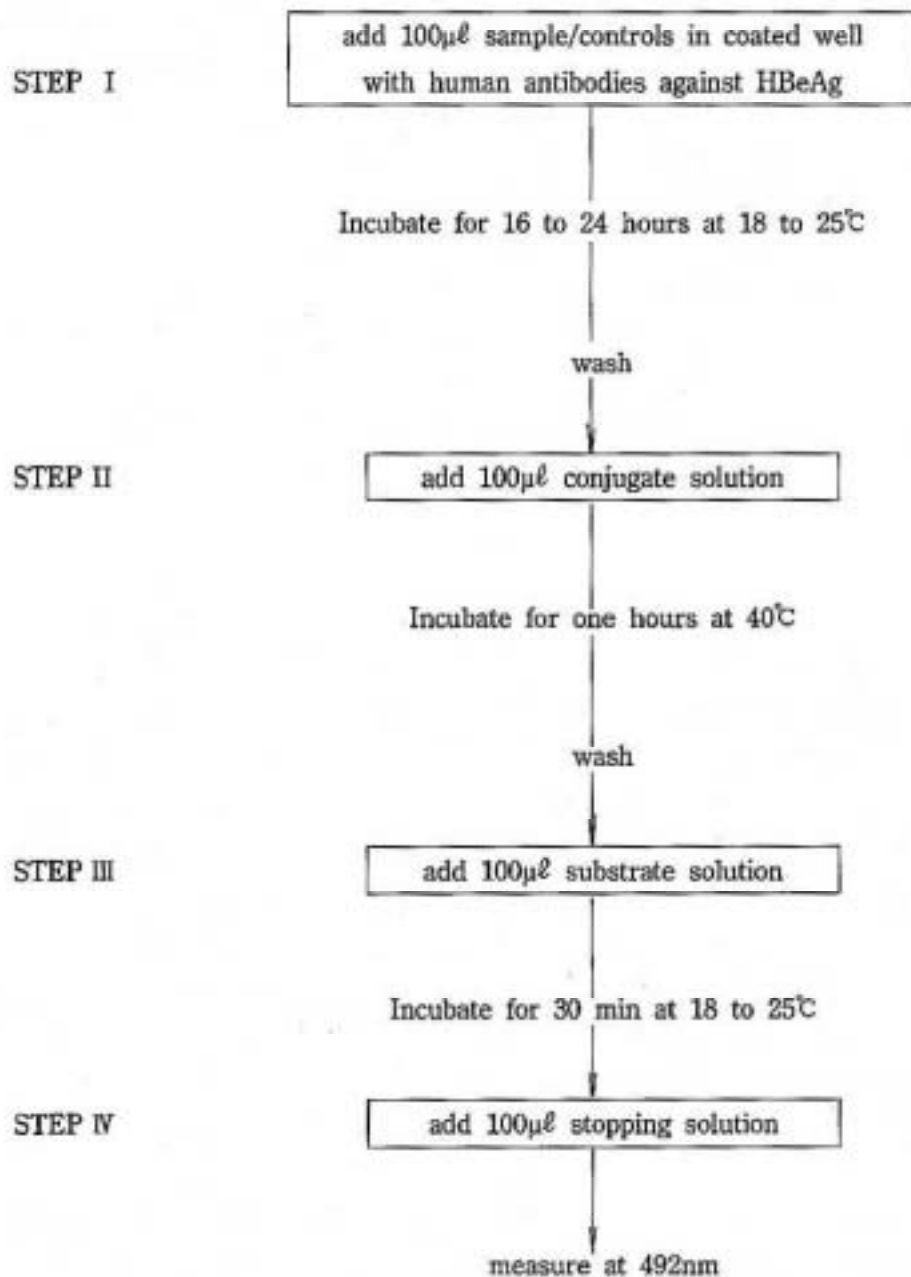 STEP I
add 100µℓ sample/controls in coated well
with human antibodies against HBeAg
Incubate for 16 to 24 hours at 18 to 25℃
wash
STEP II
add 100µℓ conjugate solution
Incubate for one hours at 40℃
wash
STEP III
add 100µℓ substrate solution
Incubate for 30 min at 18 to 25℃
STEP IV
add 100µℓ stopping solution
measure at 492nm